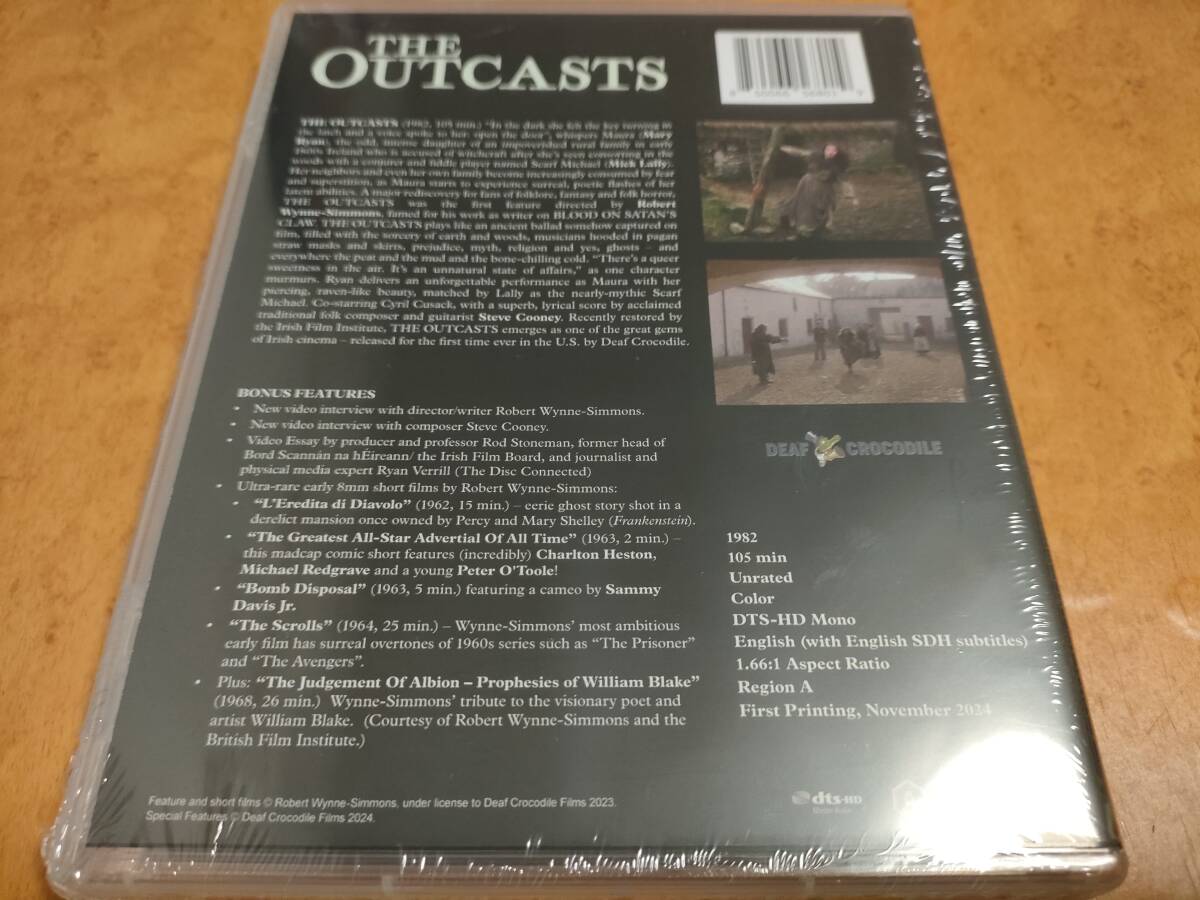 THE
OUTCASTS
THE OUTCASTS (1982, 105 min.) "In the dark she felt the key turning in
the latch and a voice spoke to her: open the door", whispers Maura (Mary
Ryan), the odd, intense daughter of an impoverished rural family in early
1800s Ireland who is accused of witchcraft after she's seen consorting in the
woods with a conjurer and fiddle player named Scarf Michael (Mick Lally).
Her neighbors and even her own family become increasingly consumed by fear
and superstition, as Maura starts to experience surreal, poetic flashes of her
latent abilities. A major rediscovery for fans of folklore, fantasy and folk horror,
THE OUTCASTS was the first feature directed by Robert
Wynne-Simmons, famed for his work as writer on BLOOD ON SATAN'S
CLAW. THE OUTCASTS plays like an ancient ballad somehow captured on
film, filled with the sorcery of earth and woods, musicians hooded in pagan
straw masks and skirts, prejudice, myth, religion and yes, ghosts – and
everywhere the peat and the mud and the bone-chilling cold. "There's a queer
sweetness in the air. It's an unnatural state of affairs," as one character
murmurs. Ryan delivers an unforgettable performance as Maura with her
piercing, raven-like beauty, matched by Lally as the nearly-mythic Scarf
Michael. Co-starring Cyril Cusack, with a superb, lyrical score by acclaimed
traditional folk composer and guitarist Steve Cooney. Recently restored by
the Irish Film Institute, THE OUTCASTS emerges as one of the great gems
of Irish cinema – released for the first time ever in the U.S. by Deaf Crocodile.
BONUS FEATURES
• New video interview with director/writer Robert Wynne-Simmons.
• New video interview with composer Steve Cooney.
• Video Essay by producer and professor Rod Stoneman, former head of
Bord Scannán na hÉireann/ the Irish Film Board, and journalist and
physical media expert Ryan Verrill (The Disc Connected)
• Ultra-rare early 8mm short films by Robert Wynne-Simmons:
• "L'Eredita di Diavolo" (1962, 15 min.) – eerie ghost story shot in a
derelict mansion once owned by Percy and Mary Shelley (Frankenstein).
• "The Greatest All-Star Advertial Of All Time" (1963, 2 min.) –
this madcap comic short features (incredibly) Charlton Heston,
Michael Redgrave and a young Peter O'Toole!
• "Bomb Disposal" (1963, 5 min.) featuring a cameo by Sammy
Davis Jr.
• "The Scrolls" (1964, 25 min.) – Wynne-Simmons' most ambitious
early film has surreal overtones of 1960s series such as "The Prisoner"
and "The Avengers".
• Plus: "The Judgement Of Albion – Prophesies of William Blake"
(1968, 26 min.) Wynne-Simmons' tribute to the visionary poet and
artist William Blake. (Courtesy of Robert Wynne-Simmons and the
British Film Institute.)
Feature and short films © Robert Wynne-Simmons, under license to Deaf Crocodile Films 2023.
Special Features © Deaf Crocodile Films 2024.
DEAF CROCODILE
1982
105 min
Unrated
Color
DTS-HD Mono
English (with English SDH subtitles)
1.66:1 Aspect Ratio
Region A
First Printing, November 2024
dts-HD